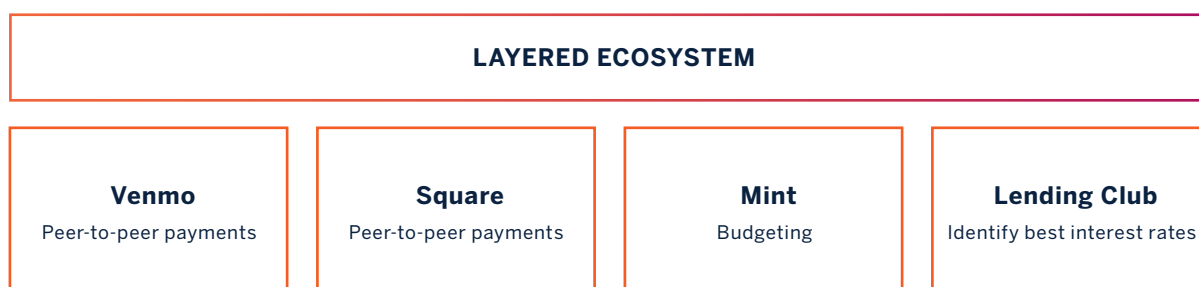 LAYERED ECOSYSTEM
Venmo
Peer-to-peer payments
Square
Peer-to-peer payments
Mint
Budgeting
Lending Club
Identify best interest rates